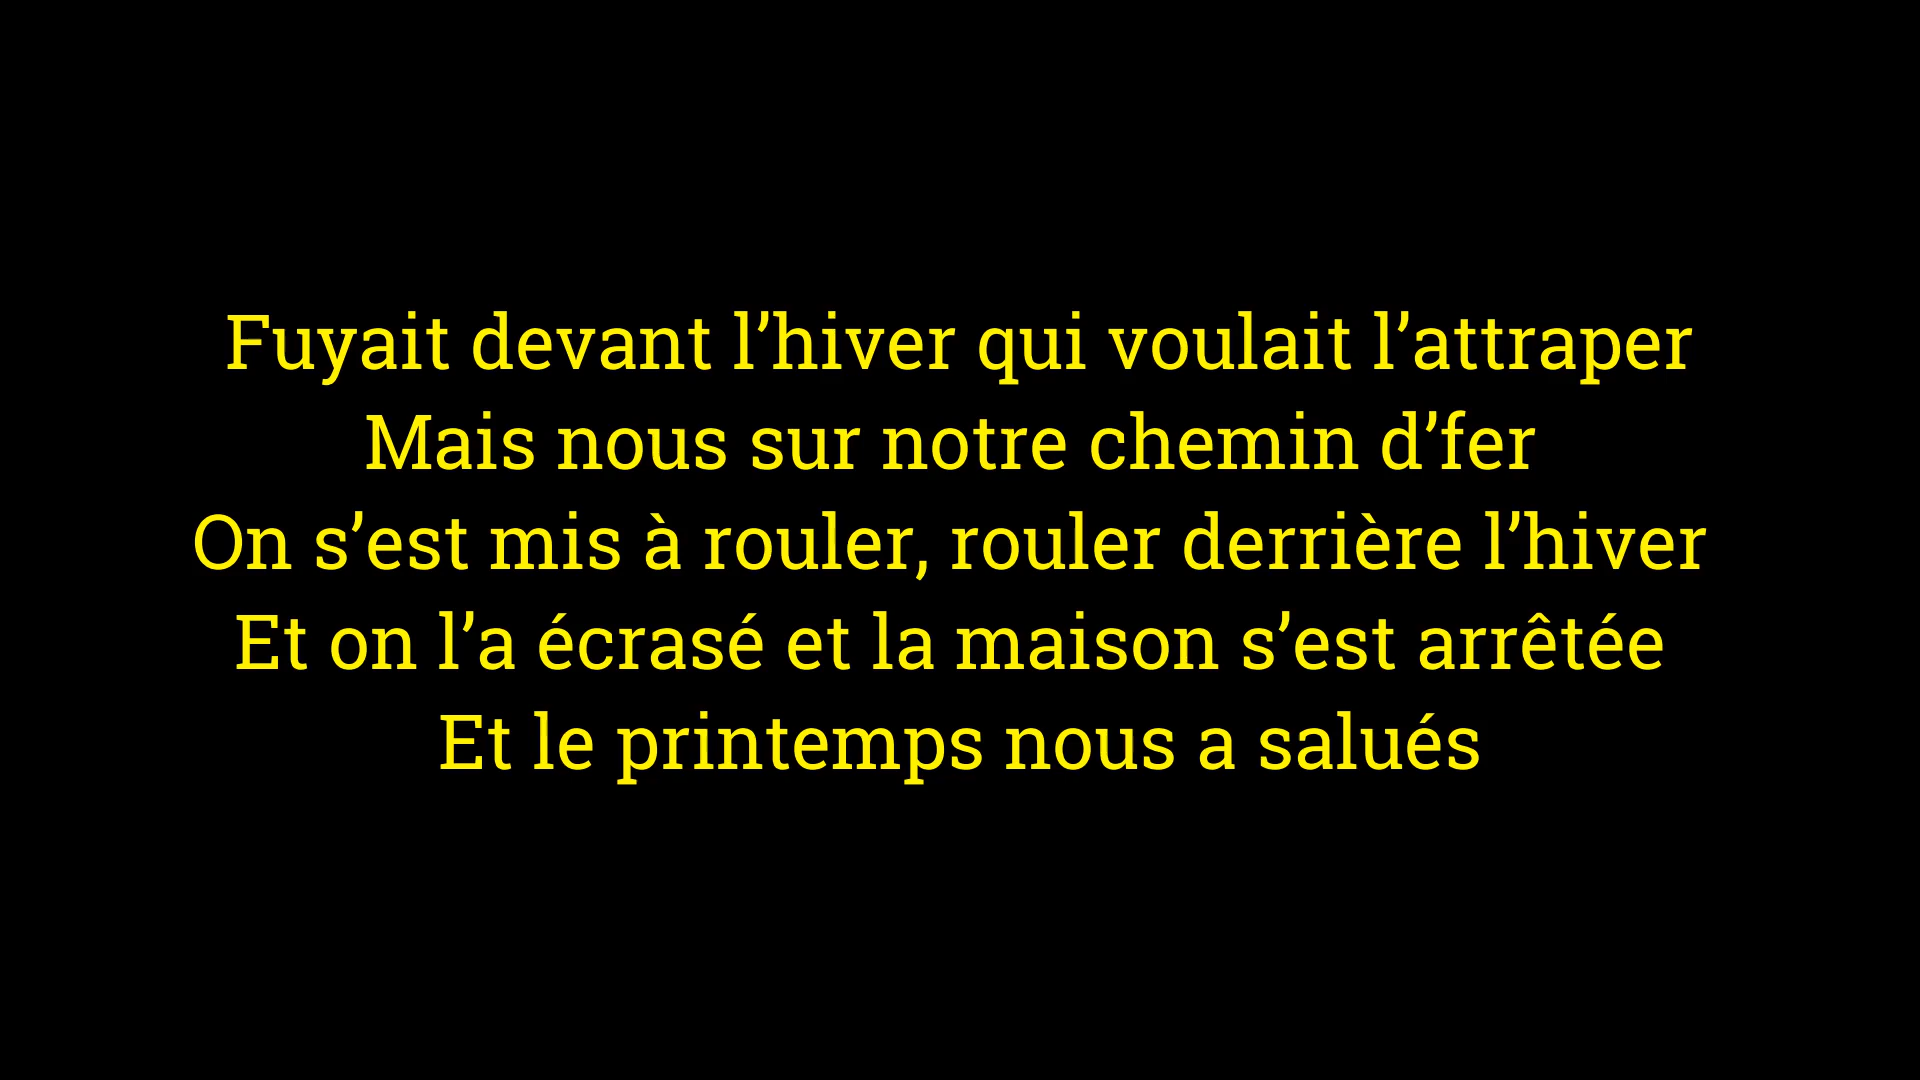 Fuyait devant l’hiver qui voulait l’attraper
Mais nous sur notre chemin d’fer
On s’est mis à rouler, rouler derrière l’hiver
Et on l’a écrasé et la maison s’est arrêtée
Et le printemps nous a salués